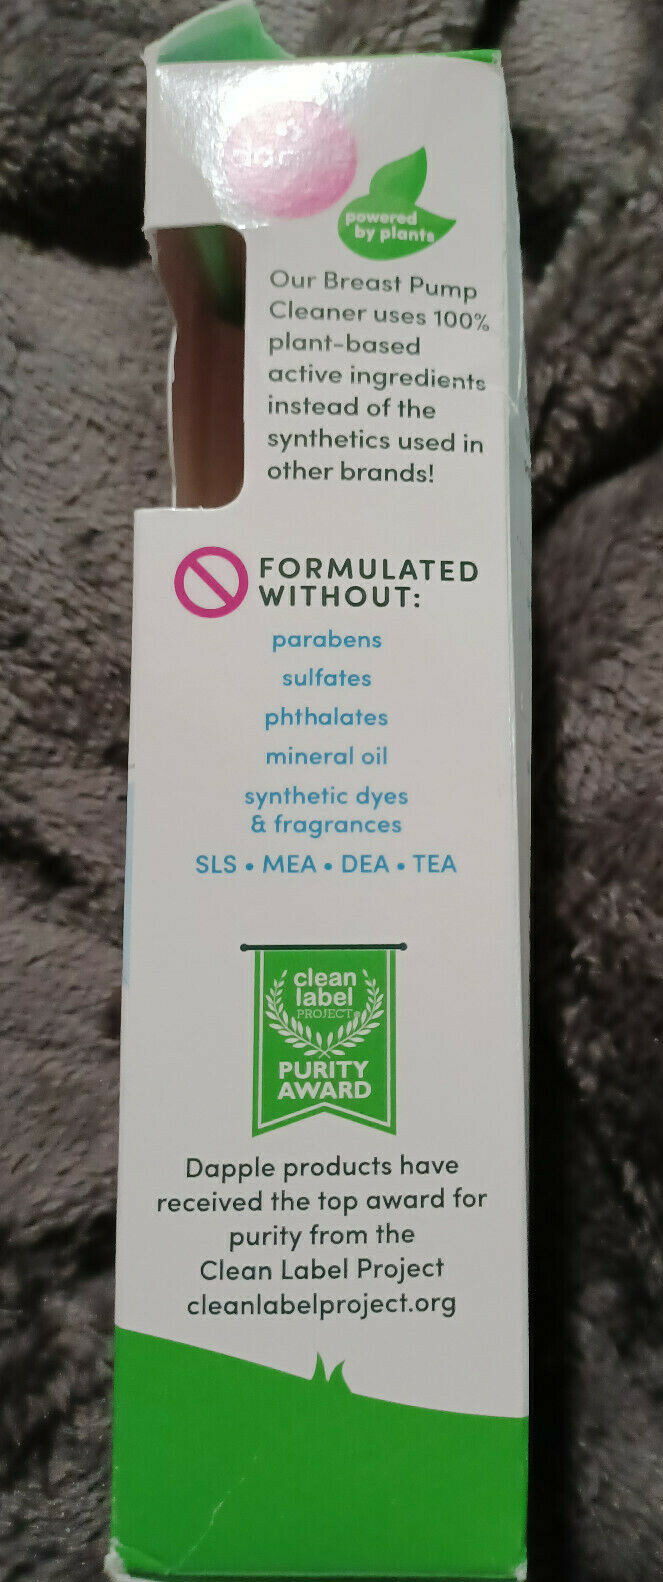 dapple
powered
by plants
Our Breast Pump
Cleaner uses 100%
plant-based
active ingredients
instead of the
synthetics used in
other brands!
FORMULATED
WITHOUT:
parabens
sulfates
phthalates
mineral oil
synthetic dyes
& fragrances
SLS • MEA • DEA • TEA
clean
label
PROJECT
PURITY
AWARD
Dapple products have
received the top award for
purity from the
Clean Label Project
cleanlabelproject.org